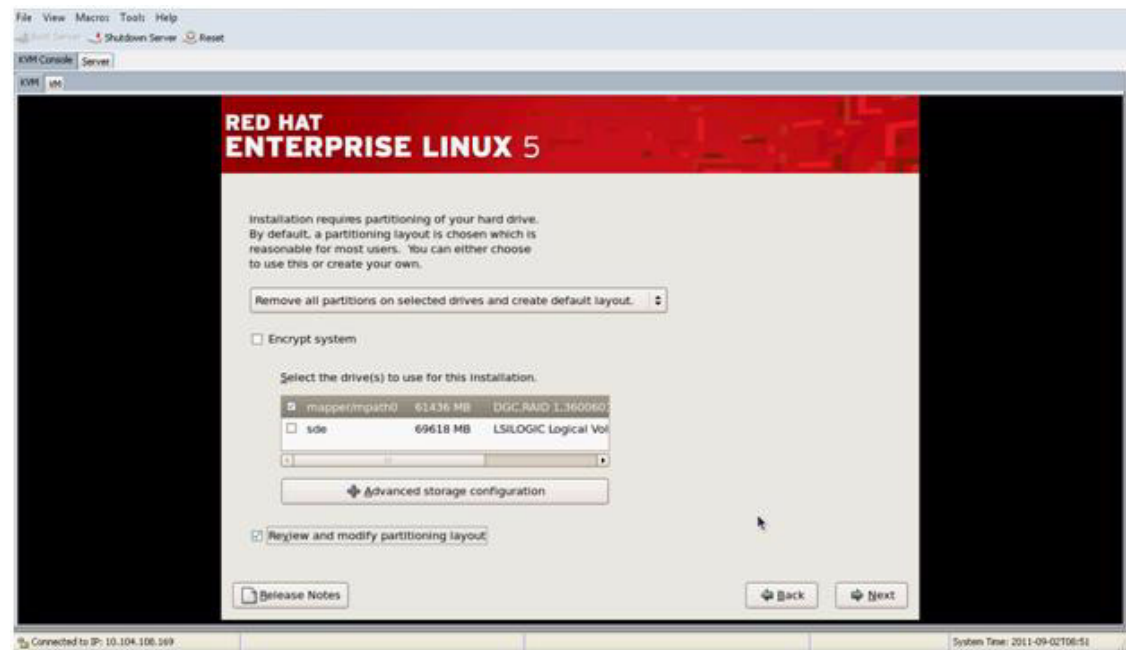 File View Macros Tools Help
Boot Server Shutdown Server Reset
KVM Console Server
KVM VM
RED HAT
ENTERPRISE LINUX 5
Installation requires partitioning of your hard drive.
By default, a partitioning layout is chosen which is
reasonable for most users. You can either choose
to use this or create your own.
Remove all partitions on selected drives and create default layout.
Encrypt system
Select the drive(s) to use for this installation.
mapper/mpath0 61436 MB DGC,RAID 1,3600601
sde 69618 MB LSILOGIC Logical Vol
Advanced storage configuration
Review and modify partitioning layout
Release Notes
Back
Next
Connected to IP: 10.104.108.169
System Time: 2011-09-02T08:51